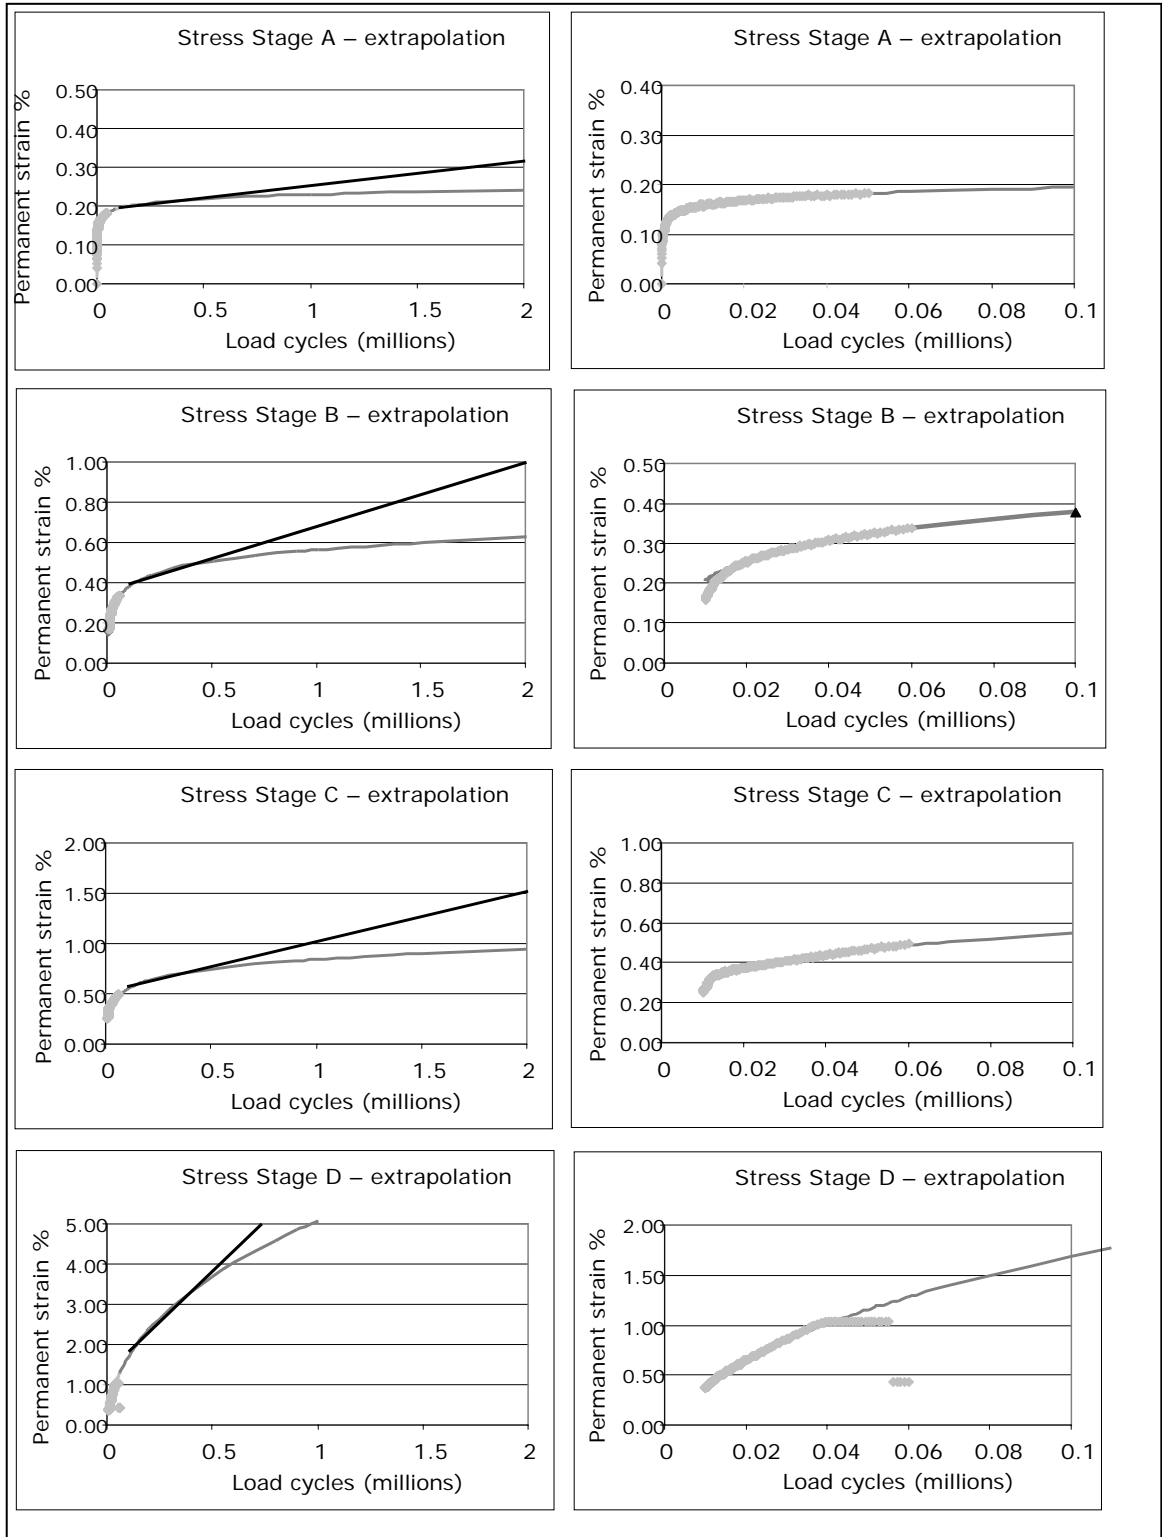 Stress Stage A – extrapolation
Permanent strain %
0.50
0.40
0.30
0.20
0.10
0.00
0 0.5 1 1.5 2
Load cycles (millions)
Stress Stage A – extrapolation
Permanent strain %
0.40
0.30
0.20
0.10
0.00
0 0.02 0.04 0.06 0.08 0.1
Load cycles (millions)
Stress Stage B – extrapolation
Permanent strain %
1.00
0.80
0.60
0.40
0.20
0.00
0 0.5 1 1.5 2
Load cycles (millions)
Stress Stage B – extrapolation
Permanent strain %
0.50
0.40
0.30
0.20
0.10
0.00
0 0.02 0.04 0.06 0.08 0.1
Load cycles (millions)
Stress Stage C – extrapolation
Permanent strain %
2.00
1.50
1.00
0.50
0.00
0 0.5 1 1.5 2
Load cycles (millions)
Stress Stage C – extrapolation
Permanent strain %
1.00
0.80
0.60
0.40
0.20
0.00
0 0.02 0.04 0.06 0.08 0.1
Load cycles (millions)
Stress Stage D – extrapolation
Permanent strain %
5.00
4.00
3.00
2.00
1.00
0.00
0 0.5 1 1.5 2
Load cycles (millions)
Stress Stage D – extrapolation
Permanent strain %
2.00
1.50
1.00
0.50
0.00
0 0.02 0.04 0.06 0.08 0.1
Load cycles (millions)